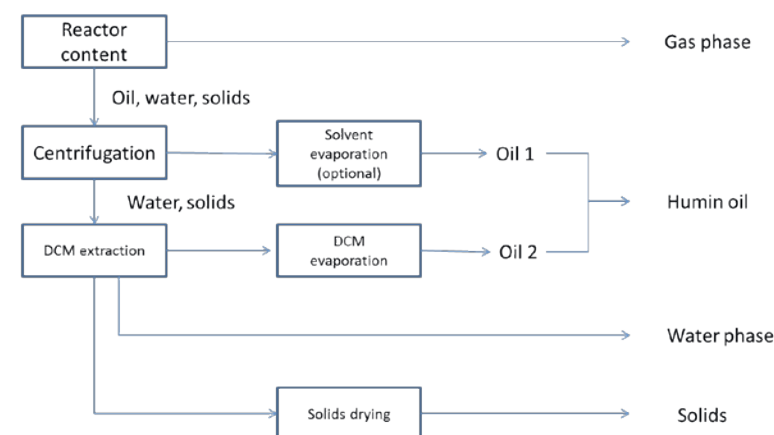 Reactor
content
Gas phase
Oil, water, solids
Centrifugation
Solvent
evaporation
(optional)
Oil 1
Water, solids
Humin oil
DCM extraction
DCM
evaporation
Oil 2
Water phase
Solids drying
Solids